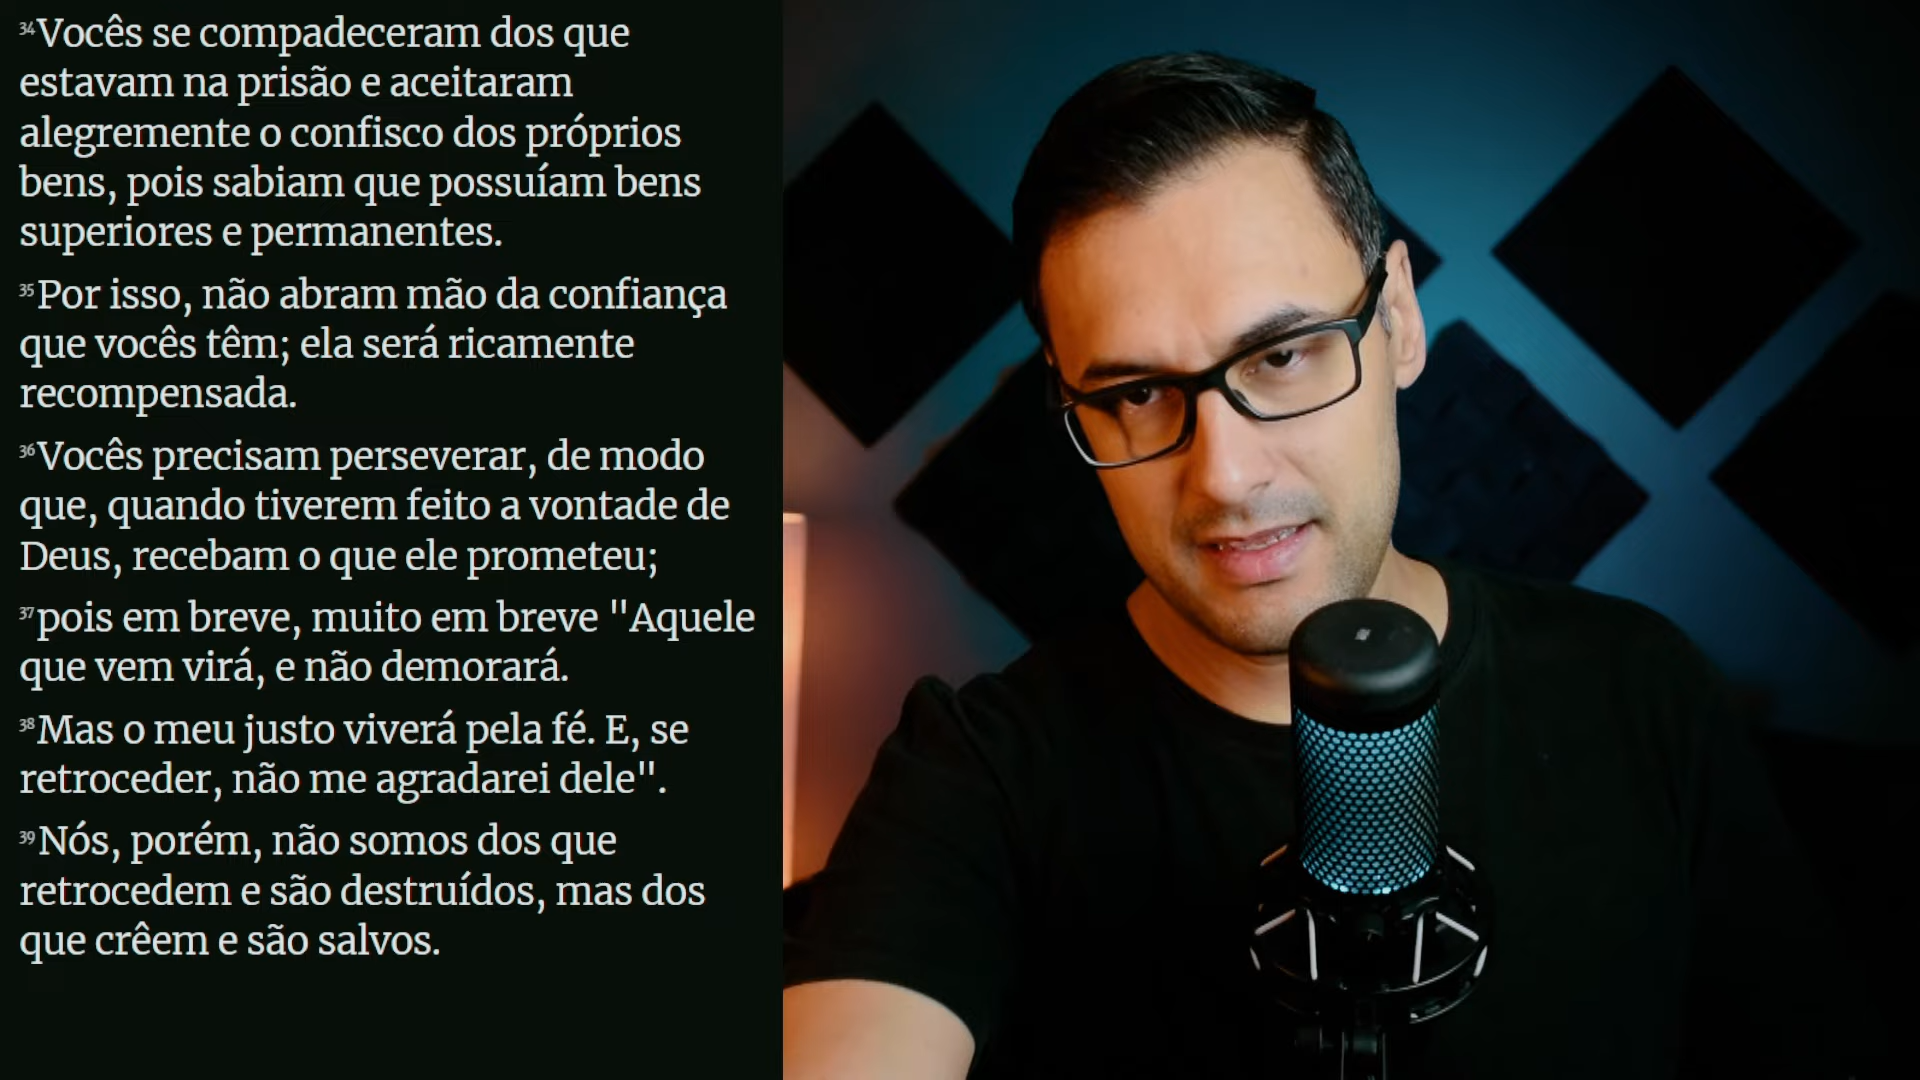 34Vocês se compadeceram dos que
estavam na prisão e aceitaram
alegremente o confisco dos próprios
bens, pois sabiam que possuíam bens
superiores e permanentes.
35Por isso, não abram mão da confiança
que vocês têm; ela será ricamente
recompensada.
36Vocês precisam perseverar, de modo
que, quando tiverem feito a vontade de
Deus, recebam o que ele prometeu;
37pois em breve, muito em breve "Aquele
que vem virá, e não demorará.
38Mas o meu justo viverá pela fé. E, se
retroceder, não me agradarei dele".
39Nós, porém, não somos dos que
retrocedem e são destruídos, mas dos
que crêem e são salvos.